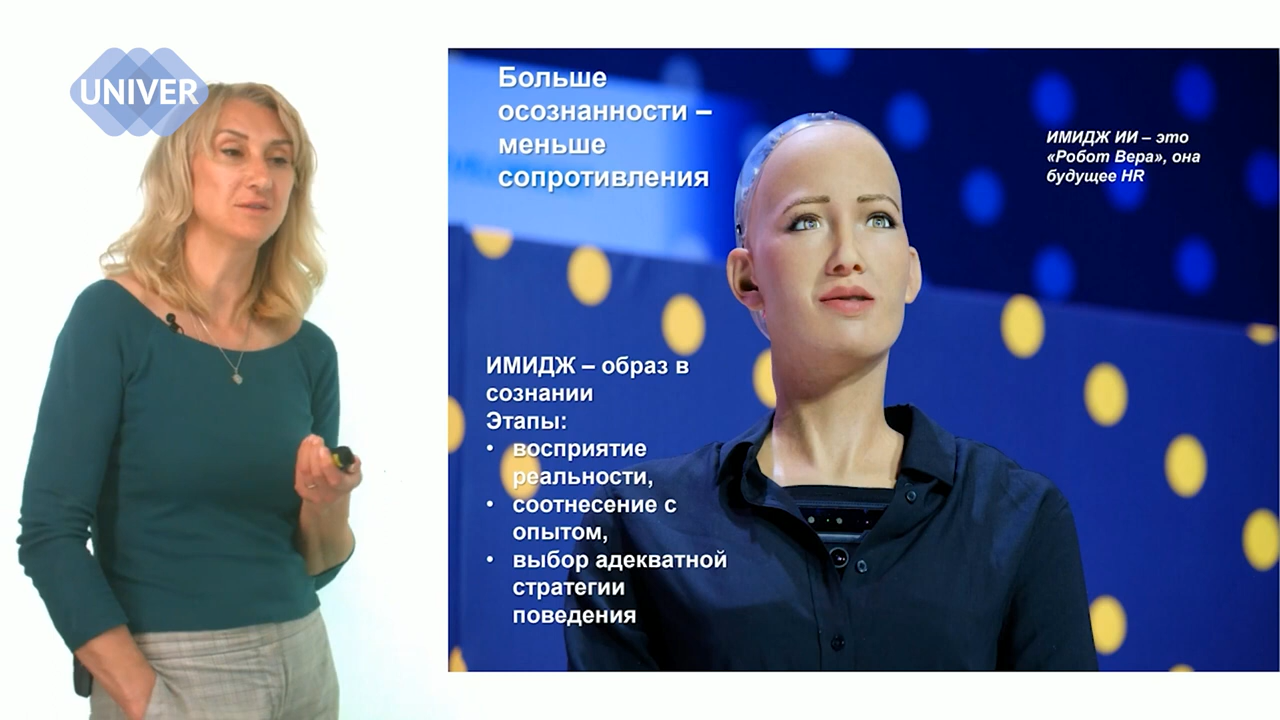 UNIVER
Больше
осознанности –
меньше
сопротивления
ИМИДЖ ИИ – это
«Робот Вера», она
будущее HR
ИМИДЖ – образ в
сознании
Этапы:
• восприятие
реальности,
• соотнесение с
опытом,
• выбор адекватной
стратегии
поведения